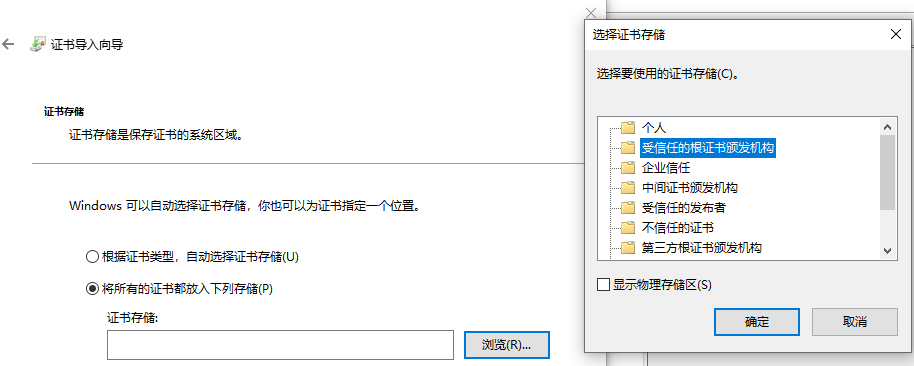 证书导入向导
证书存储
证书存储是保存证书的系统区域。
Windows 可以自动选择证书存储，你也可以为证书指定一个位置。
根据证书类型，自动选择证书存储(U)
将所有的证书都放入下列存储(P)
证书存储:
浏览(R)...
选择证书存储
选择要使用的证书存储(C)。
个人
受信任的根证书颁发机构
企业信任
中间证书颁发机构
受信任的发布者
不信任的证书
第三方根证书颁发机构
显示物理存储区(S)
确定
取消